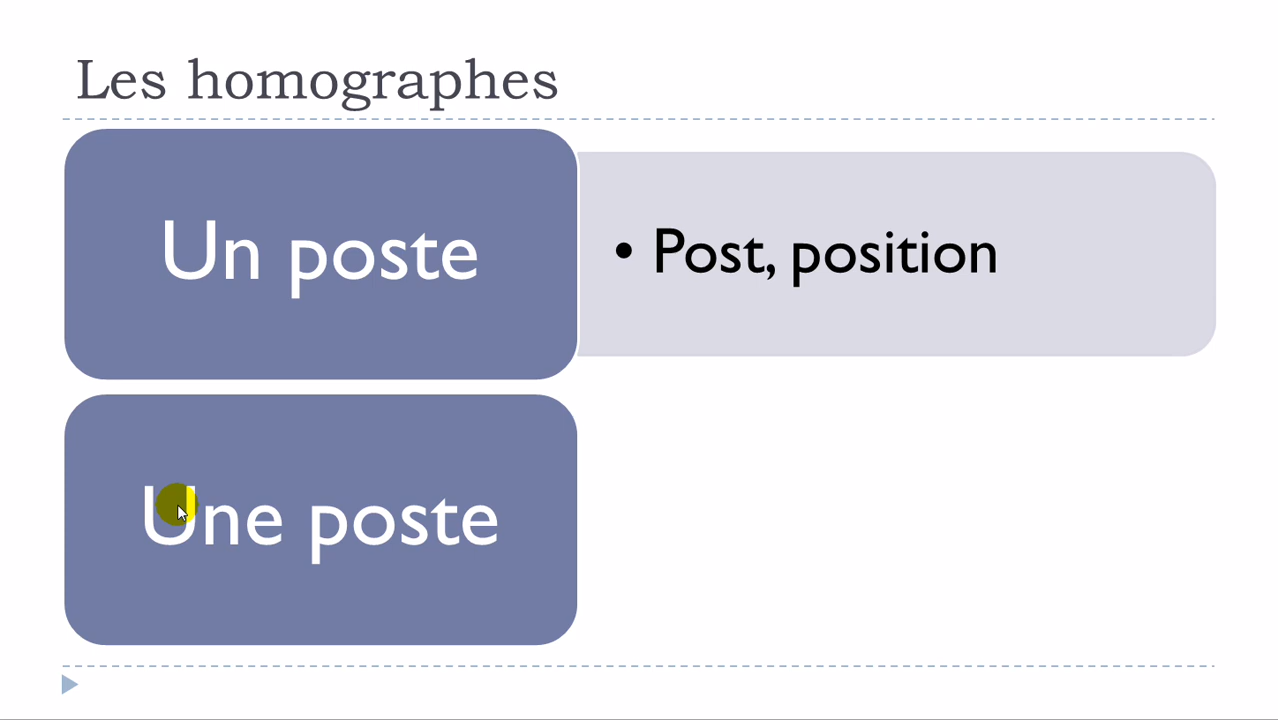 Les homographes
Un poste
• Post, position
Une poste